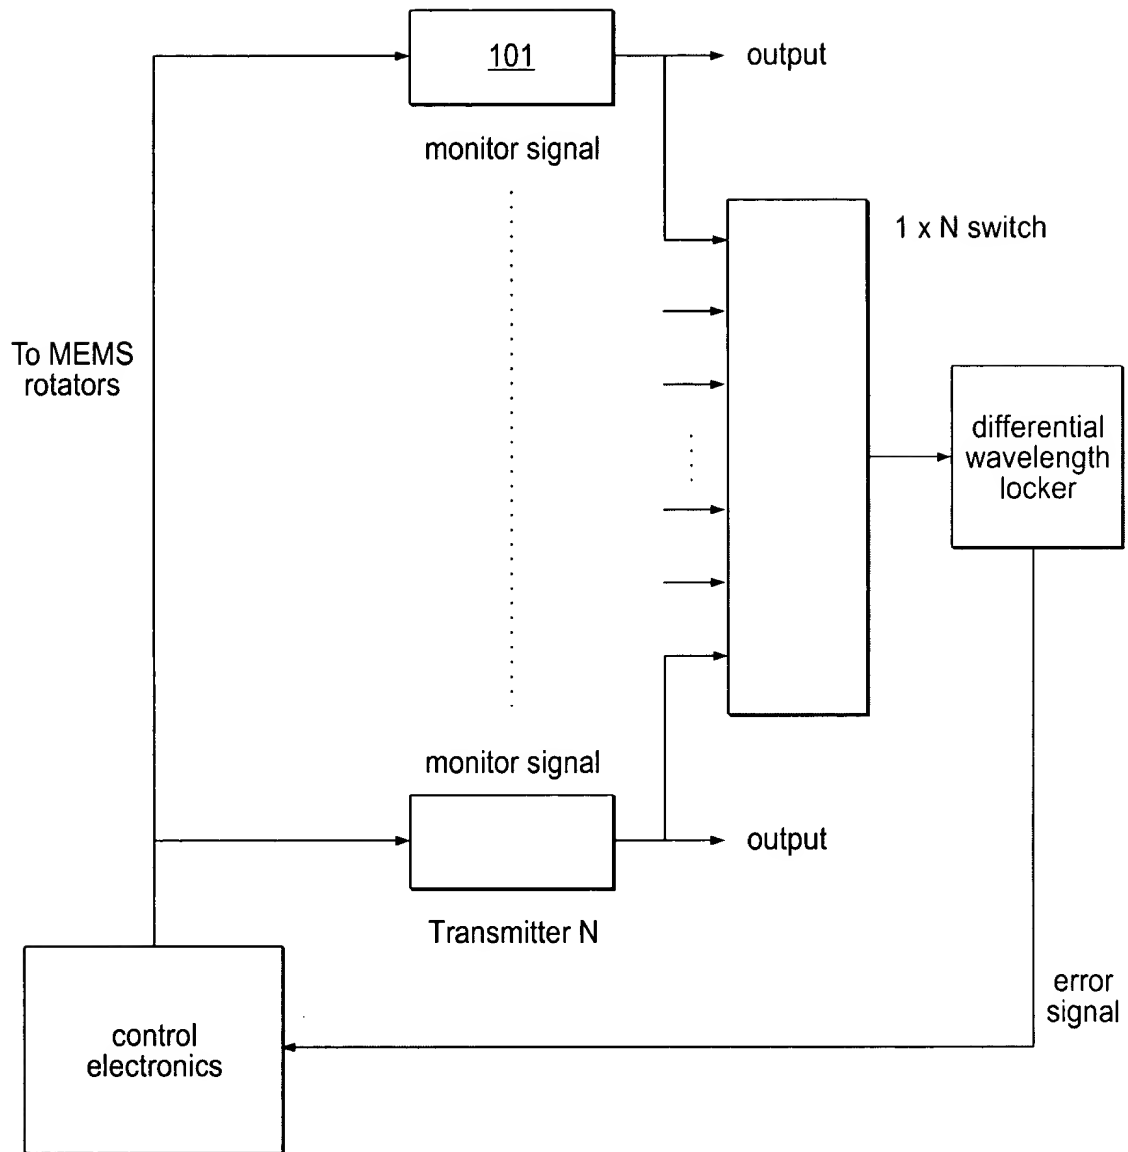 101
output
monitor signal
1 x N switch
To MEMS
rotators
differential
wavelength
locker
monitor signal
output
Transmitter N
error
signal
control
electronics